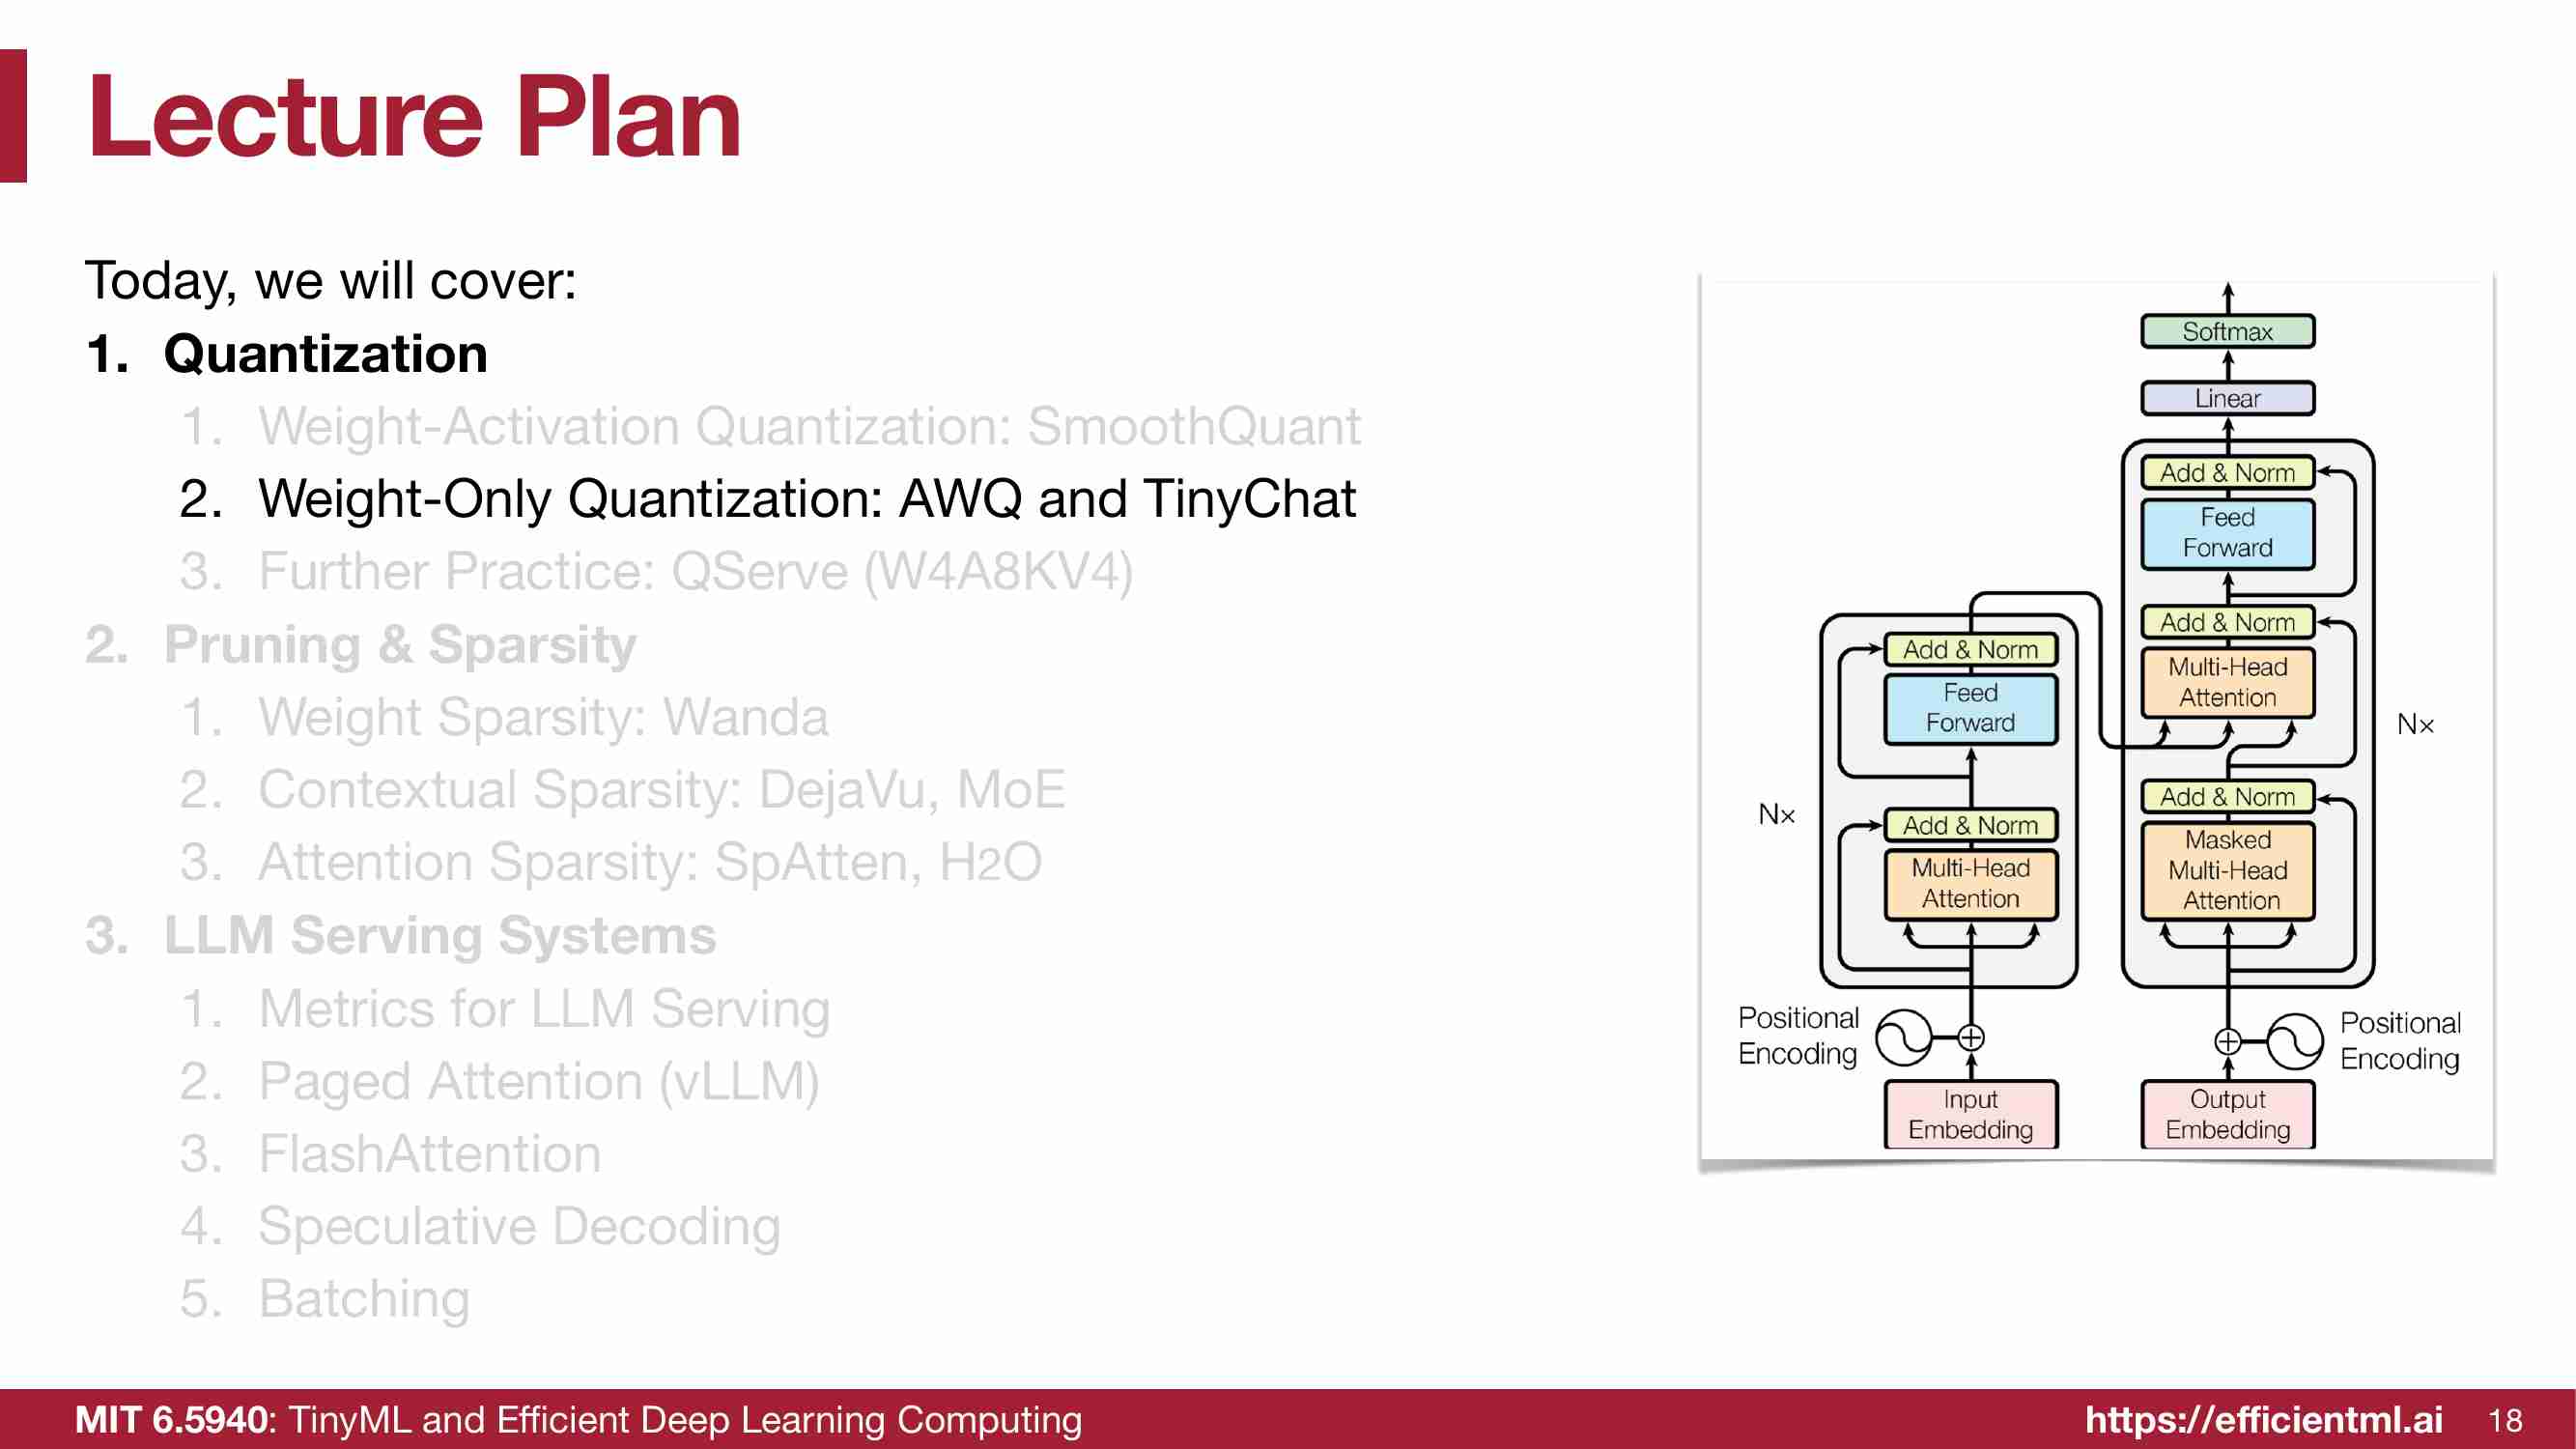 Lecture Plan
Today, we will cover:
1. Quantization
1. Weight-Activation Quantization: SmoothQuant
2. Weight-Only Quantization: AWQ and TinyChat
3. Further Practice: QServe (W4A8KV4)
2. Pruning & Sparsity
1. Weight Sparsity: Wanda
2. Contextual Sparsity: DejaVu, MoE
3. Attention Sparsity: SpAtten, H2O
3. LLM Serving Systems
1. Metrics for LLM Serving
2. Paged Attention (vLLM)
3. FlashAttention
4. Speculative Decoding
5. Batching
Softmax
Linear
Add & Norm
Feed
Forward
Add & Norm
Multi-Head
Attention
Nx
Add & Norm
Masked
Multi-Head
Attention
Add & Norm
Feed
Forward
Nx
Add & Norm
Multi-Head
Attention
Positional
Encoding
Positional
Encoding
Input
Embedding
Output
Embedding
MIT 6.5940: TinyML and Efficient Deep Learning Computing
https://efficientml.ai
18